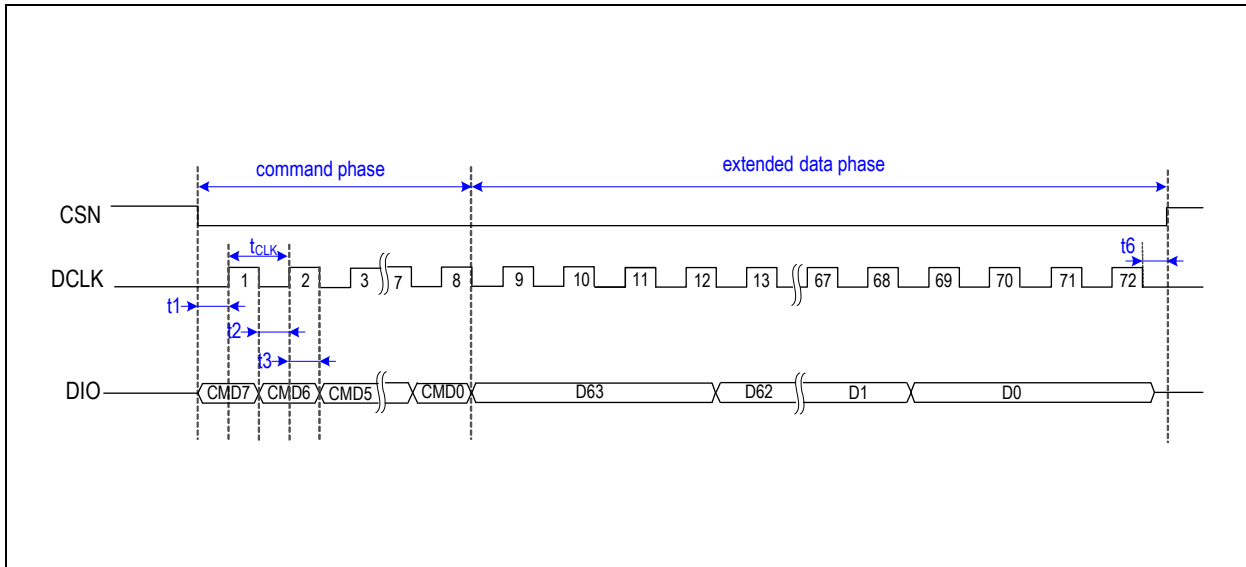 command phase
extended data phase
CSN
tCLK
t6
DCLK
1 2 3 7 8 9 10 11 12 13 67 68 69 70 71 72
t1
t2
t3
DIO
CMD7 CMD6 CMD5 CMD0 D63 D62 D1 D0